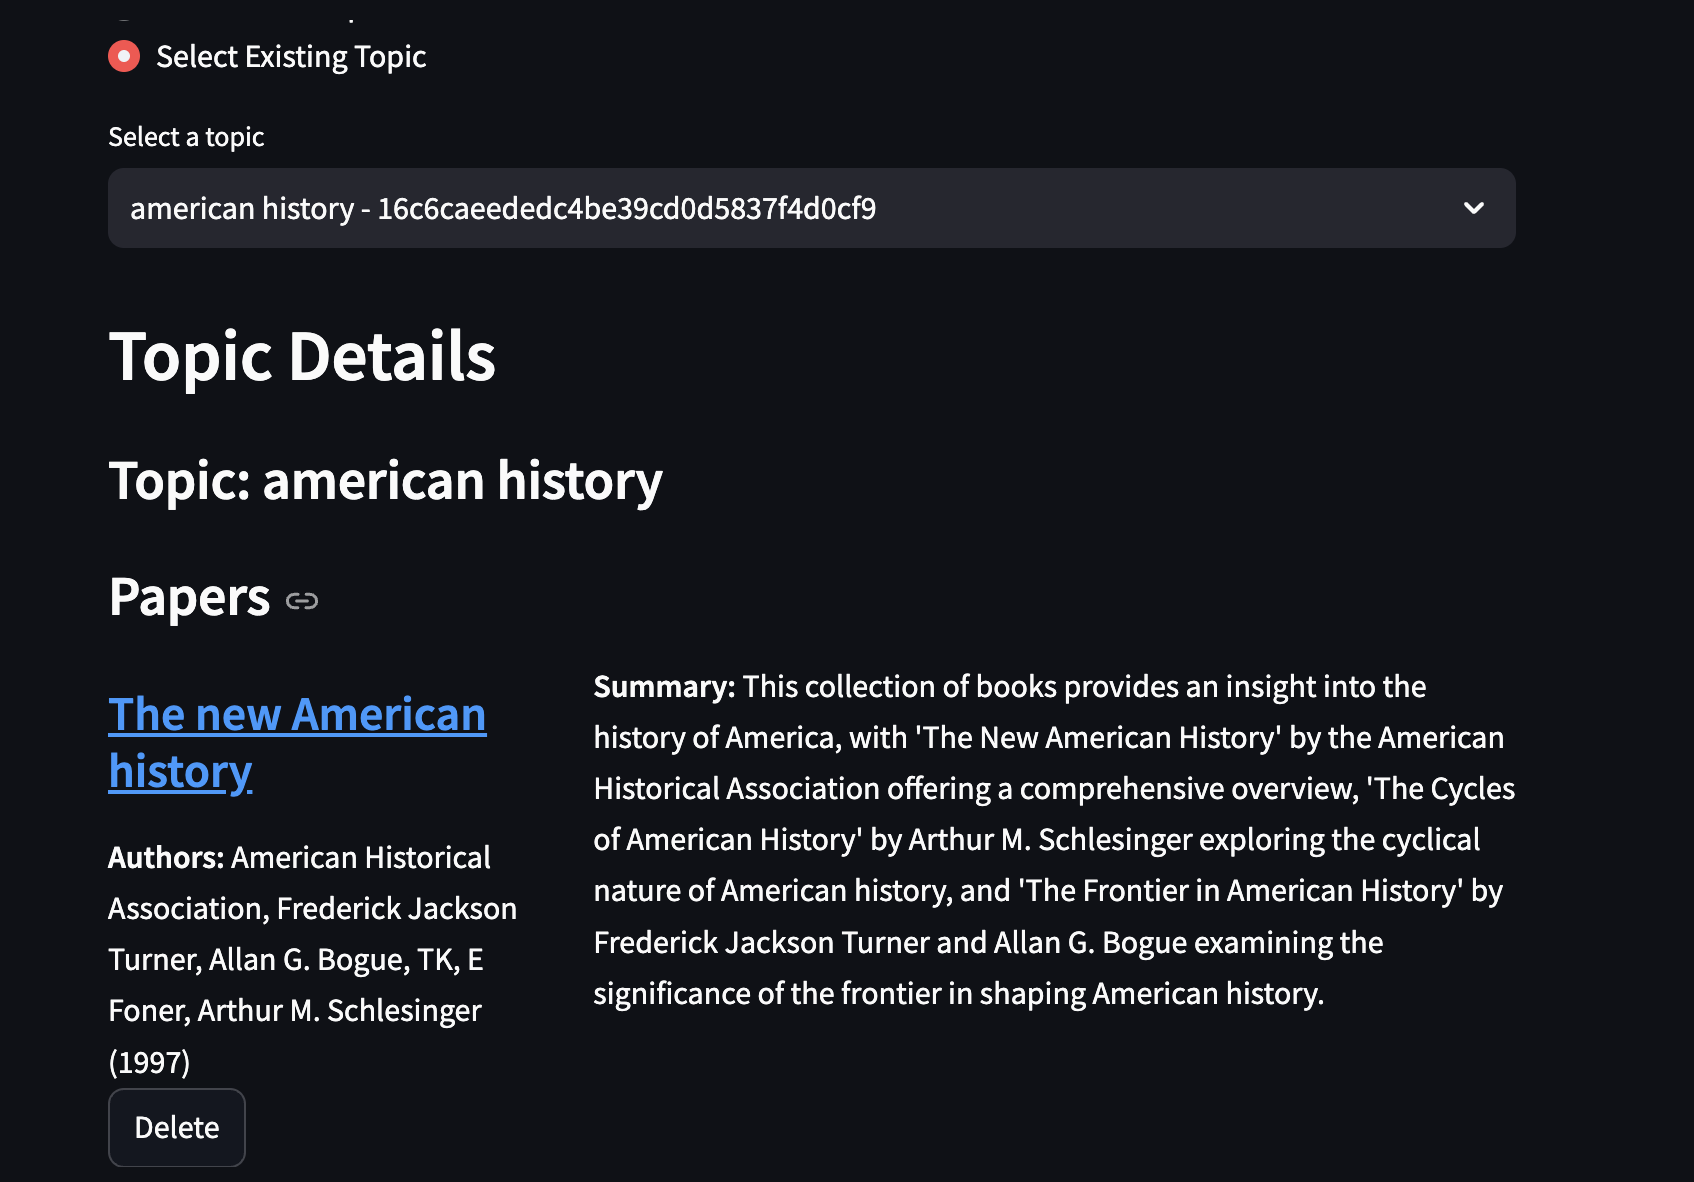 Select Existing Topic
Select a topic
american history - 16c6caeededc4be39cd0d5837f4d0cf9
Topic Details
Topic: american history
Papers
The new American
history
Authors: American Historical
Association, Frederick Jackson
Turner, Allan G. Bogue, TK, E
Foner, Arthur M. Schlesinger
(1997)
Delete
Summary: This collection of books provides an insight into the
history of America, with 'The New American History' by the American
Historical Association offering a comprehensive overview, 'The Cycles
of American History' by Arthur M. Schlesinger exploring the cyclical
nature of American history, and 'The Frontier in American History' by
Frederick Jackson Turner and Allan G. Bogue examining the
significance of the frontier in shaping American history.